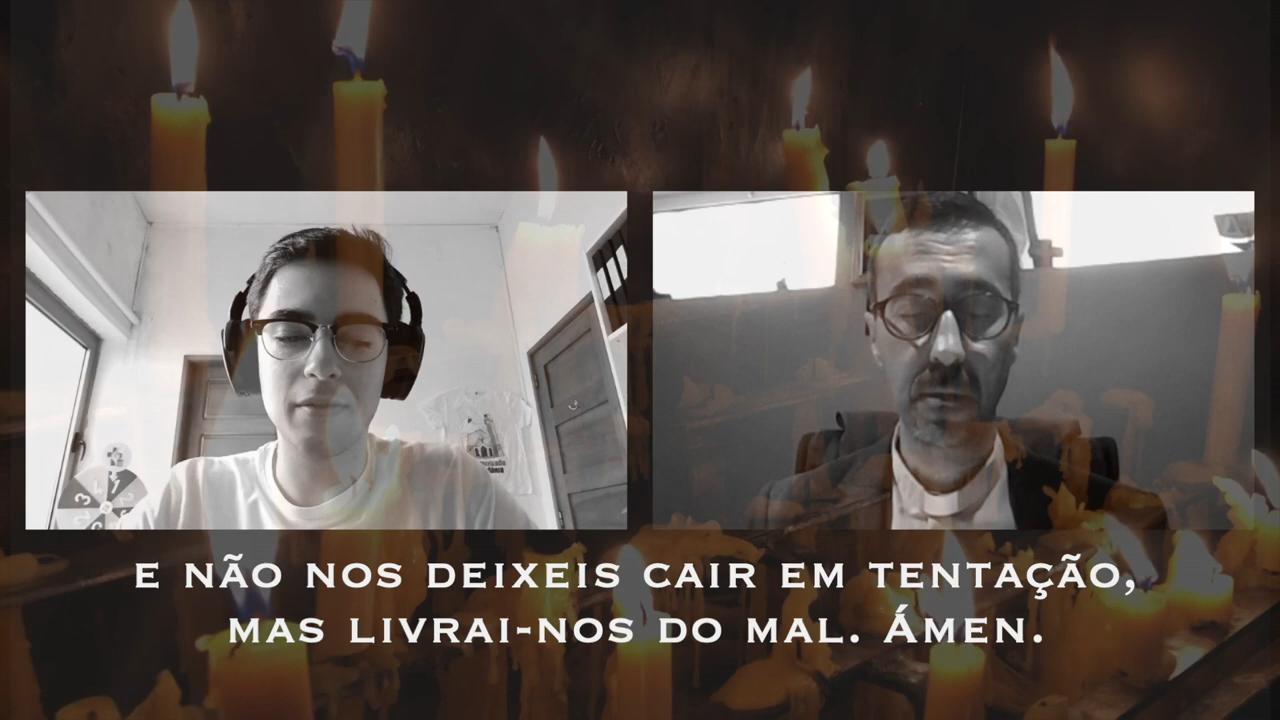 E NÃO NOS DEIXEIS CAIR EM TENTAÇÃO,
MAS LIVRAI-NOS DO MAL. ÁMEN.